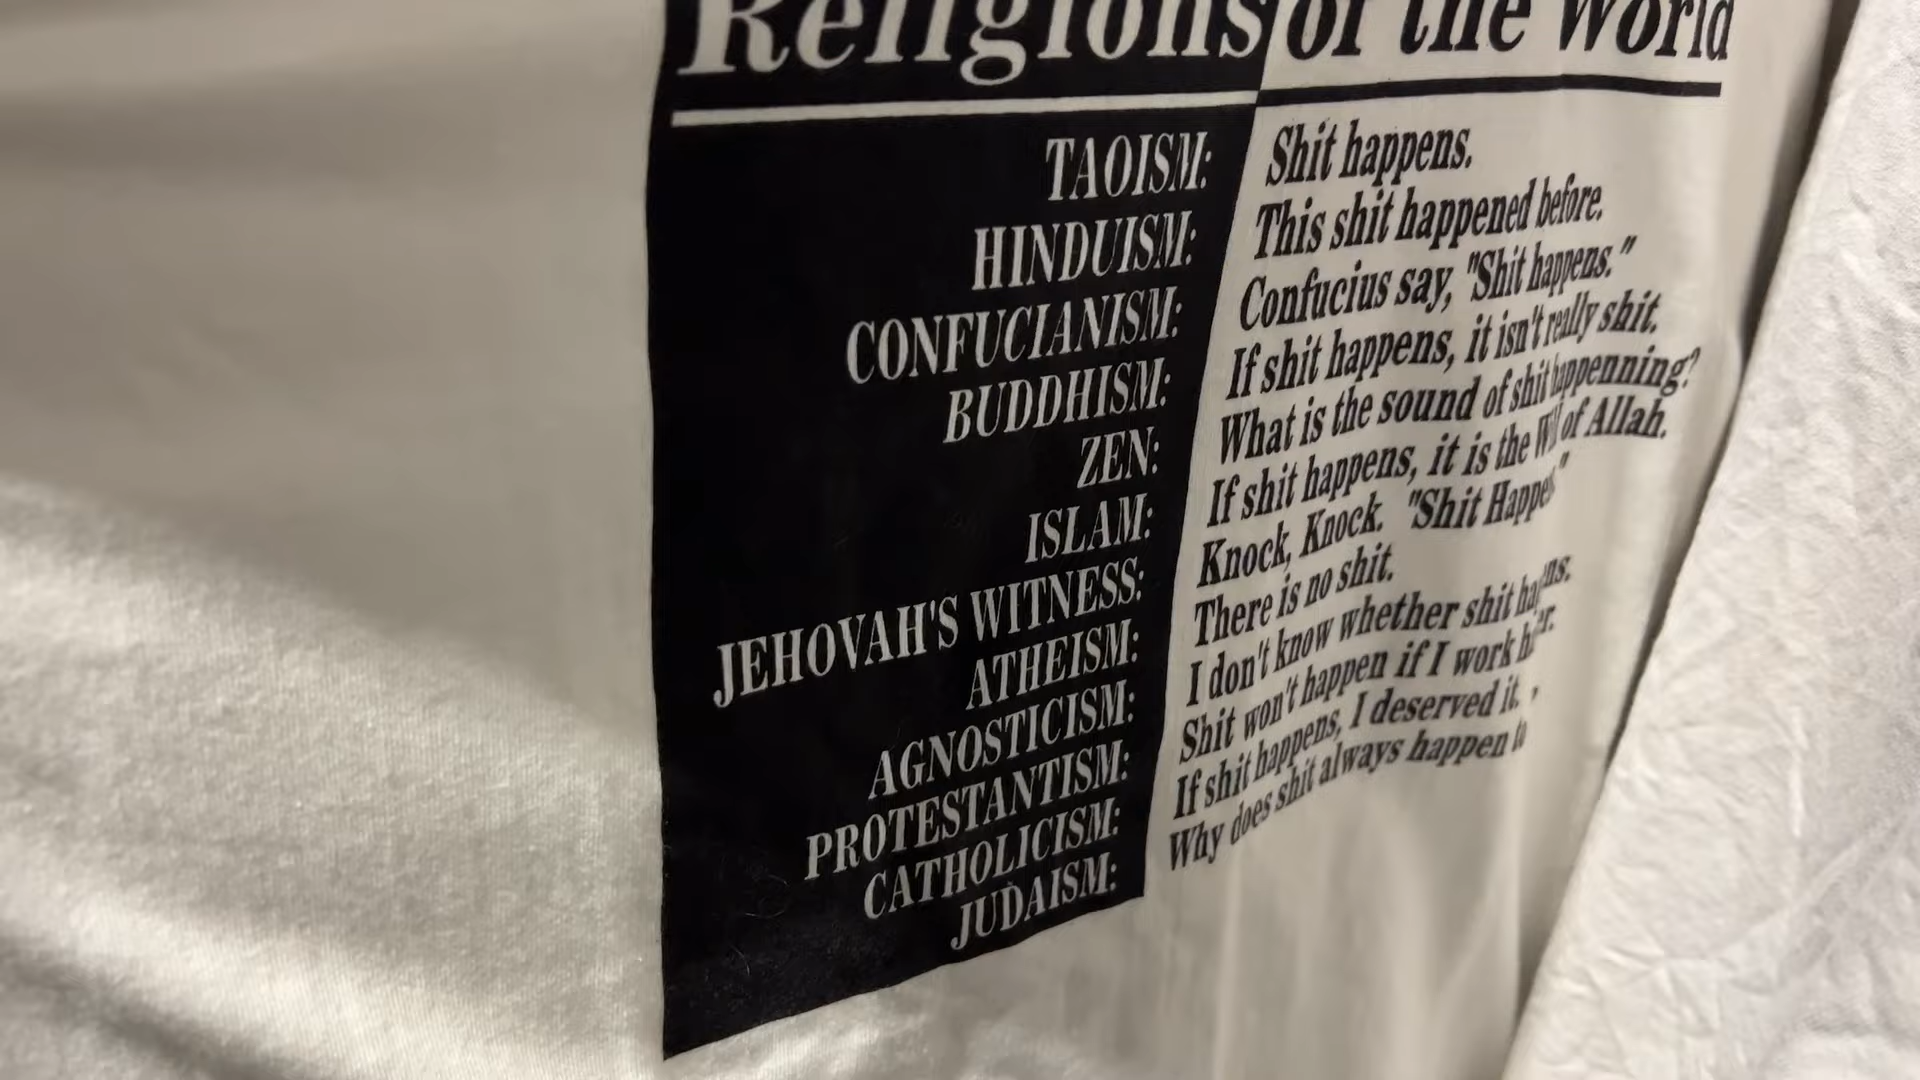 Religions of the World
TAOISM: Shit happens.
HINDUISM: This shit happened before.
CONFUCIANISM: Confucius say, "Shit happens."
BUDDHISM: If shit happens, it isn't really shit.
ZEN: What is the sound of shit happenning?
ISLAM: If shit happens, it is the Will of Allah.
JEHOVAH'S WITNESS: Knock, Knock. "Shit Happens"
ATHEISM: There is no shit.
AGNOSTICISM: I don't know whether shit happens.
PROTESTANTISM: Shit won't happen if I work
CATHOLICISM: If shit happens, I deserved it.
JUDAISM: Why does shit always happen